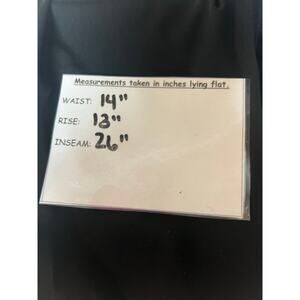 Measurements taken in inches lying flat.
WAIST: 14"
RISE: 13"
INSEAM: 26"